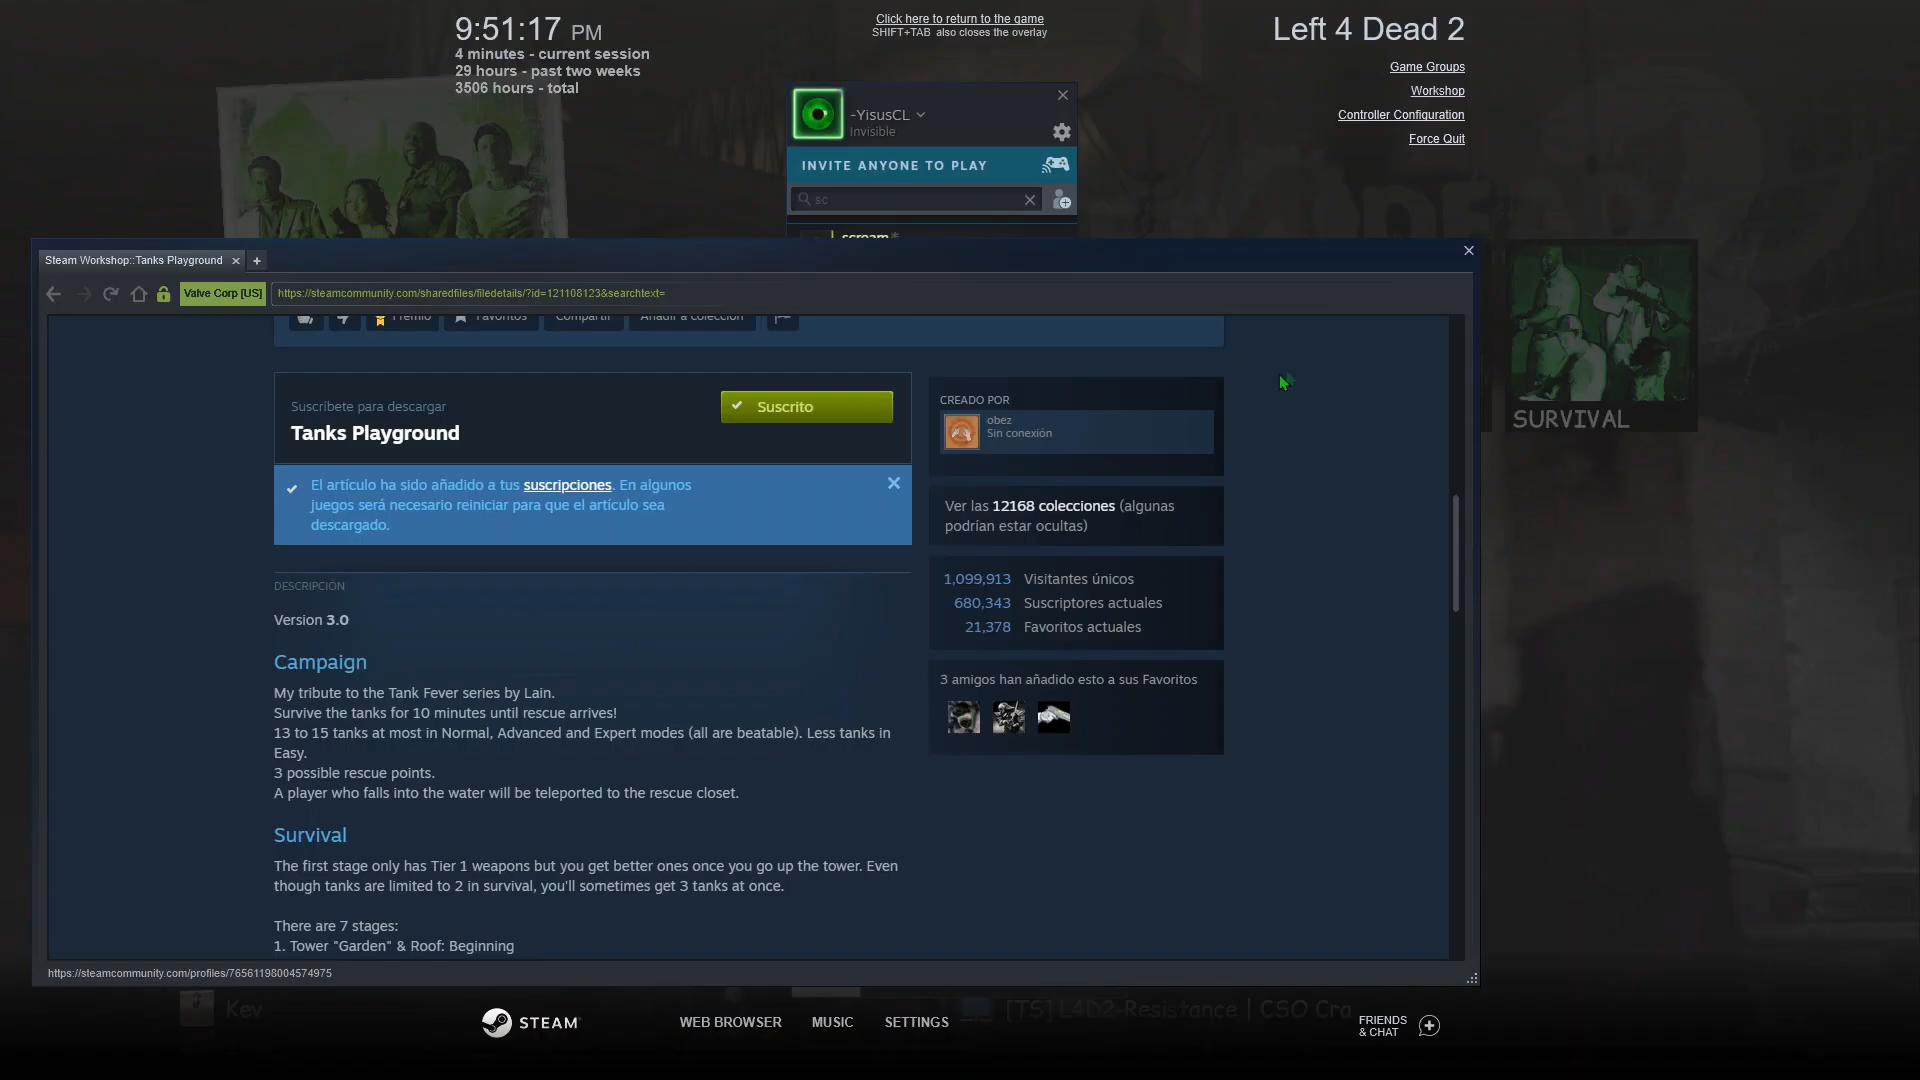 9:51:17 PM
4 minutes - current session
29 hours - past two weeks
3506 hours - total
Click here to return to the game
SHIFT+TAB also closes the overlay
Left 4 Dead 2
Game Groups
Workshop
Controller Configuration
Force Quit
-YisusCL
Invisible
INVITE ANYONE TO PLAY
sc
scream*
Steam Workshop::Tanks Playground
Valve Corp [US]
https://steamcommunity.com/sharedfiles/filedetails/?id=121108123&searchtext=
Premio
Favoritos
Compartir
Añadir a colección
Suscríbete para descargar
Tanks Playground
Suscrito
El artículo ha sido añadido a tus suscripciones. En algunos
juegos será necesario reiniciar para que el artículo sea
descargado.
DESCRIPCIÓN
Version 3.0
Campaign
My tribute to the Tank Fever series by Lain.
Survive the tanks for 10 minutes until rescue arrives!
13 to 15 tanks at most in Normal, Advanced and Expert modes (all are beatable). Less tanks in
Easy.
3 possible rescue points.
A player who falls into the water will be teleported to the rescue closet.
Survival
The first stage only has Tier 1 weapons but you get better ones once you go up the tower. Even
though tanks are limited to 2 in survival, you'll sometimes get 3 tanks at once.
There are 7 stages:
1. Tower "Garden" & Roof: Beginning
CREADO POR
obez
Sin conexión
Ver las 12168 colecciones (algunas
podrían estar ocultas)
1,099,913 Visitantes únicos
680,343 Suscriptores actuales
21,378 Favoritos actuales
3 amigos han añadido esto a sus Favoritos
SURVIVAL
https://steamcommunity.com/profiles/76561198004574975
Kev
[TS] L4D2-Resistance | CSO Cra
STEAM
WEB BROWSER
MUSIC
SETTINGS
FRIENDS
& CHAT